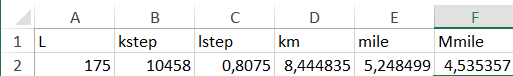 A B C D E F
1 L kstep lstep km mile Mmile
2 175 10458 0,8075 8,444835 5,248499 4,535357